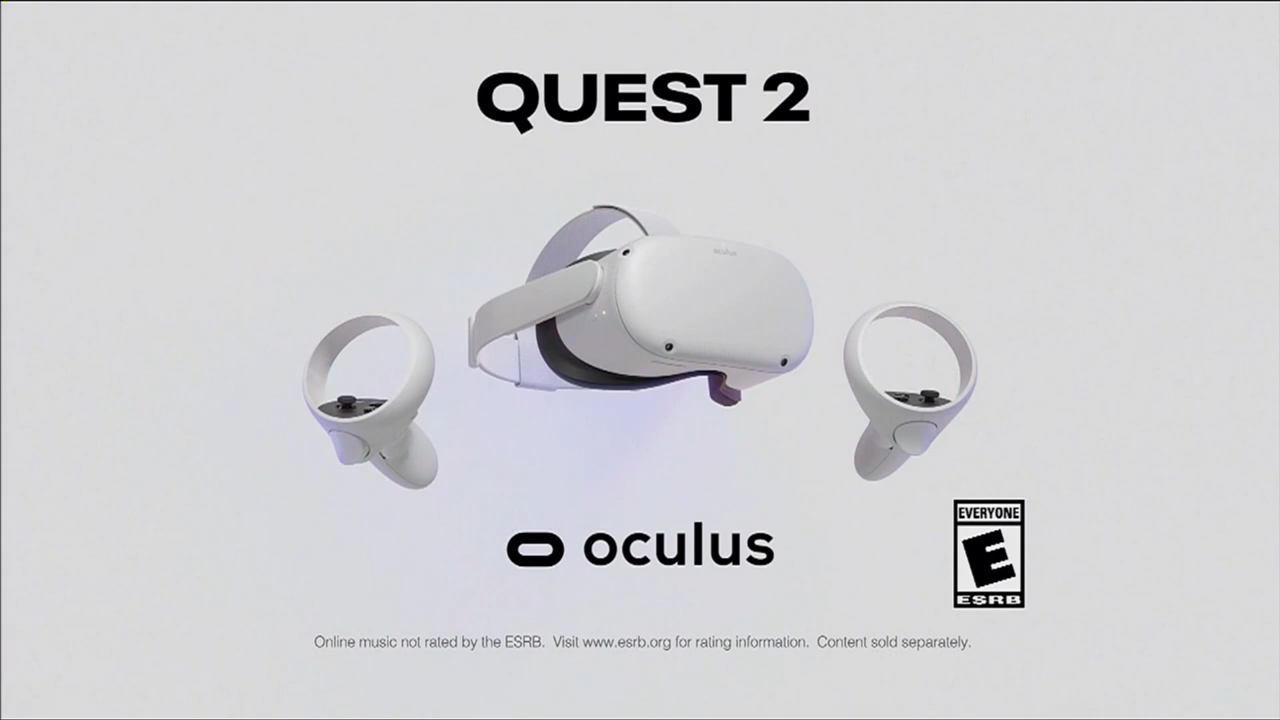 QUEST 2
oculus
oculus
EVERYONE
E
ESRB
Online music not rated by the ESRB. Visit www.esrb.org for rating information. Content sold separately.